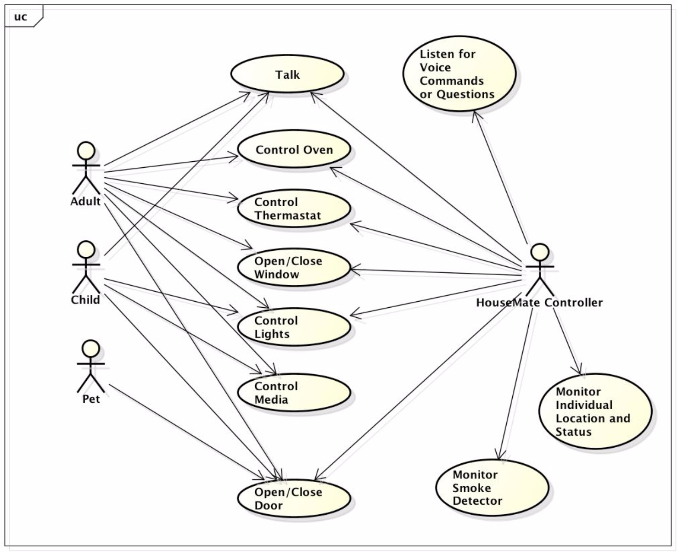 uc
Talk
Listen for
Voice
Commands
or Questions
Control Oven
Adult
Control
Thermastat
Open/Close
Window
Child
HouseMate Controller
Control
Lights
Pet
Control
Media
Monitor
Individual
Location and
Status
Monitor
Smoke
Detector
Open/Close
Door